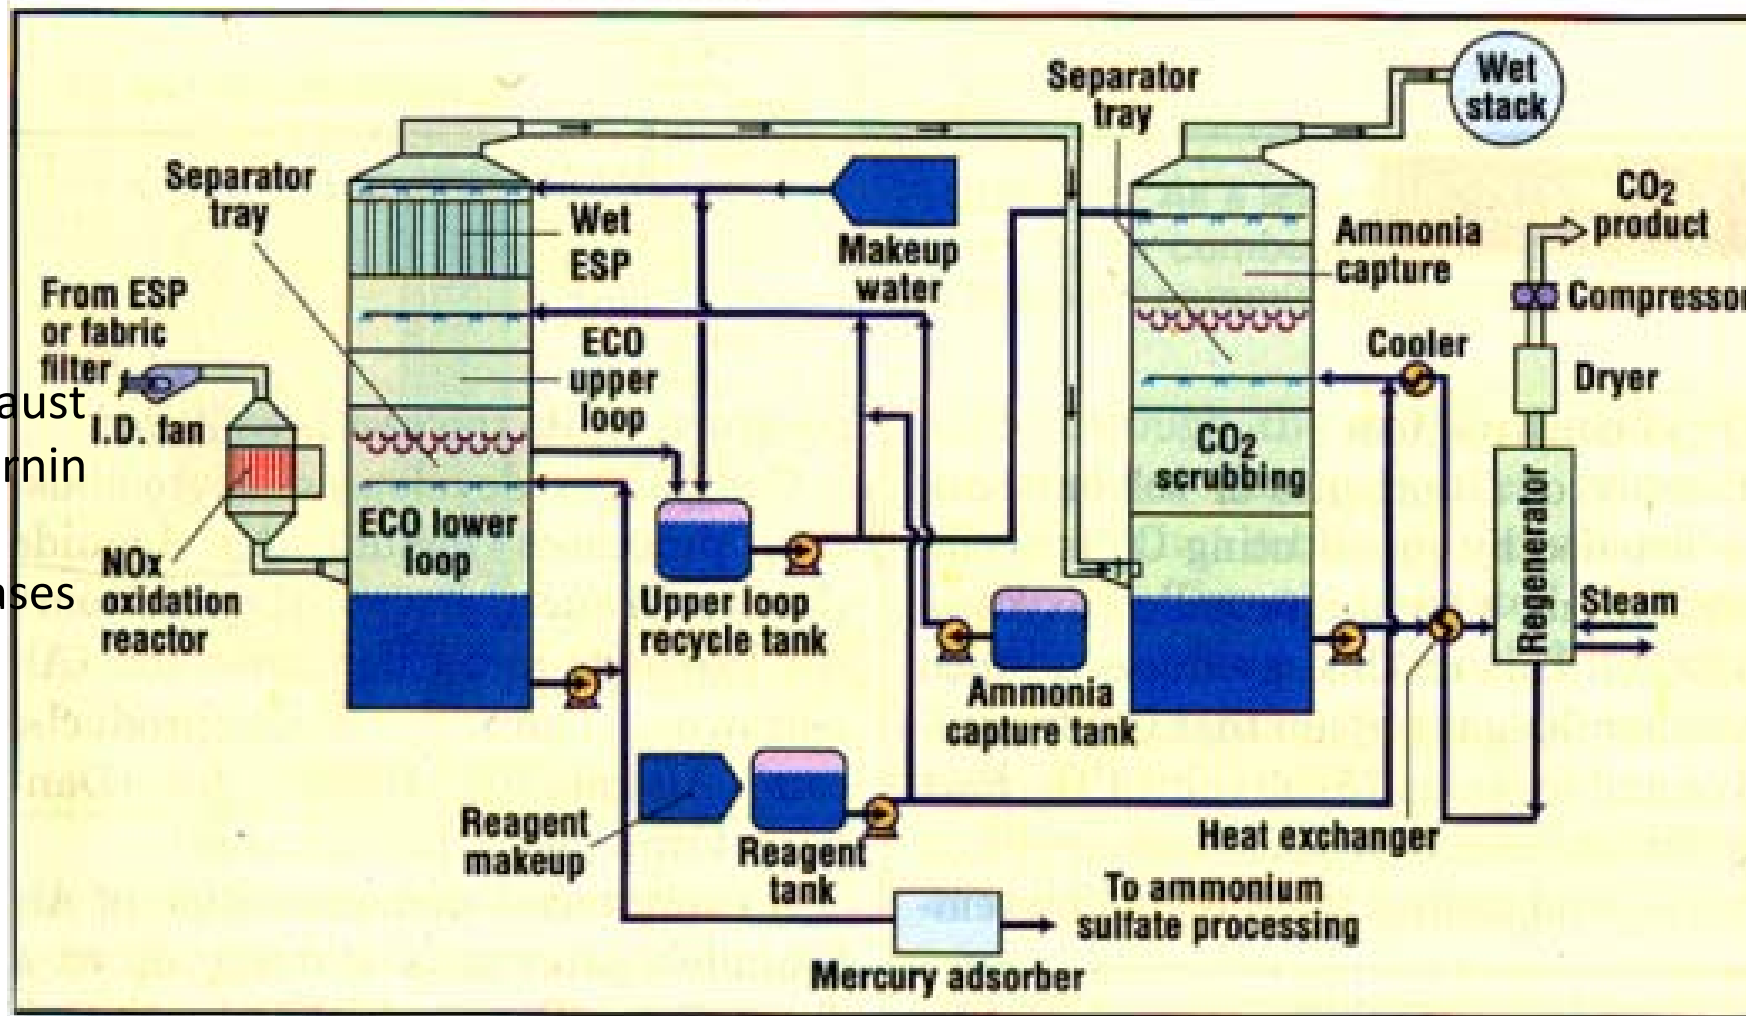 Separator
tray
Wet
stack
Separator
tray
CO2
product
Wet
ESP
Makeup
water
Ammonia
capture
From ESP
or fabric
filter
Compressor
ECO
upper
loop
Cooler
Dryer
aust
I.D. fan
rnin
CO2
scrubbing
ECO lower
loop
Regenerator
NOx
oxidation
reactor
ases
Upper loop
recycle tank
Steam
Ammonia
capture tank
Reagent
makeup
Reagent
tank
Heat exchanger
To ammonium
sulfate processing
Mercury adsorber